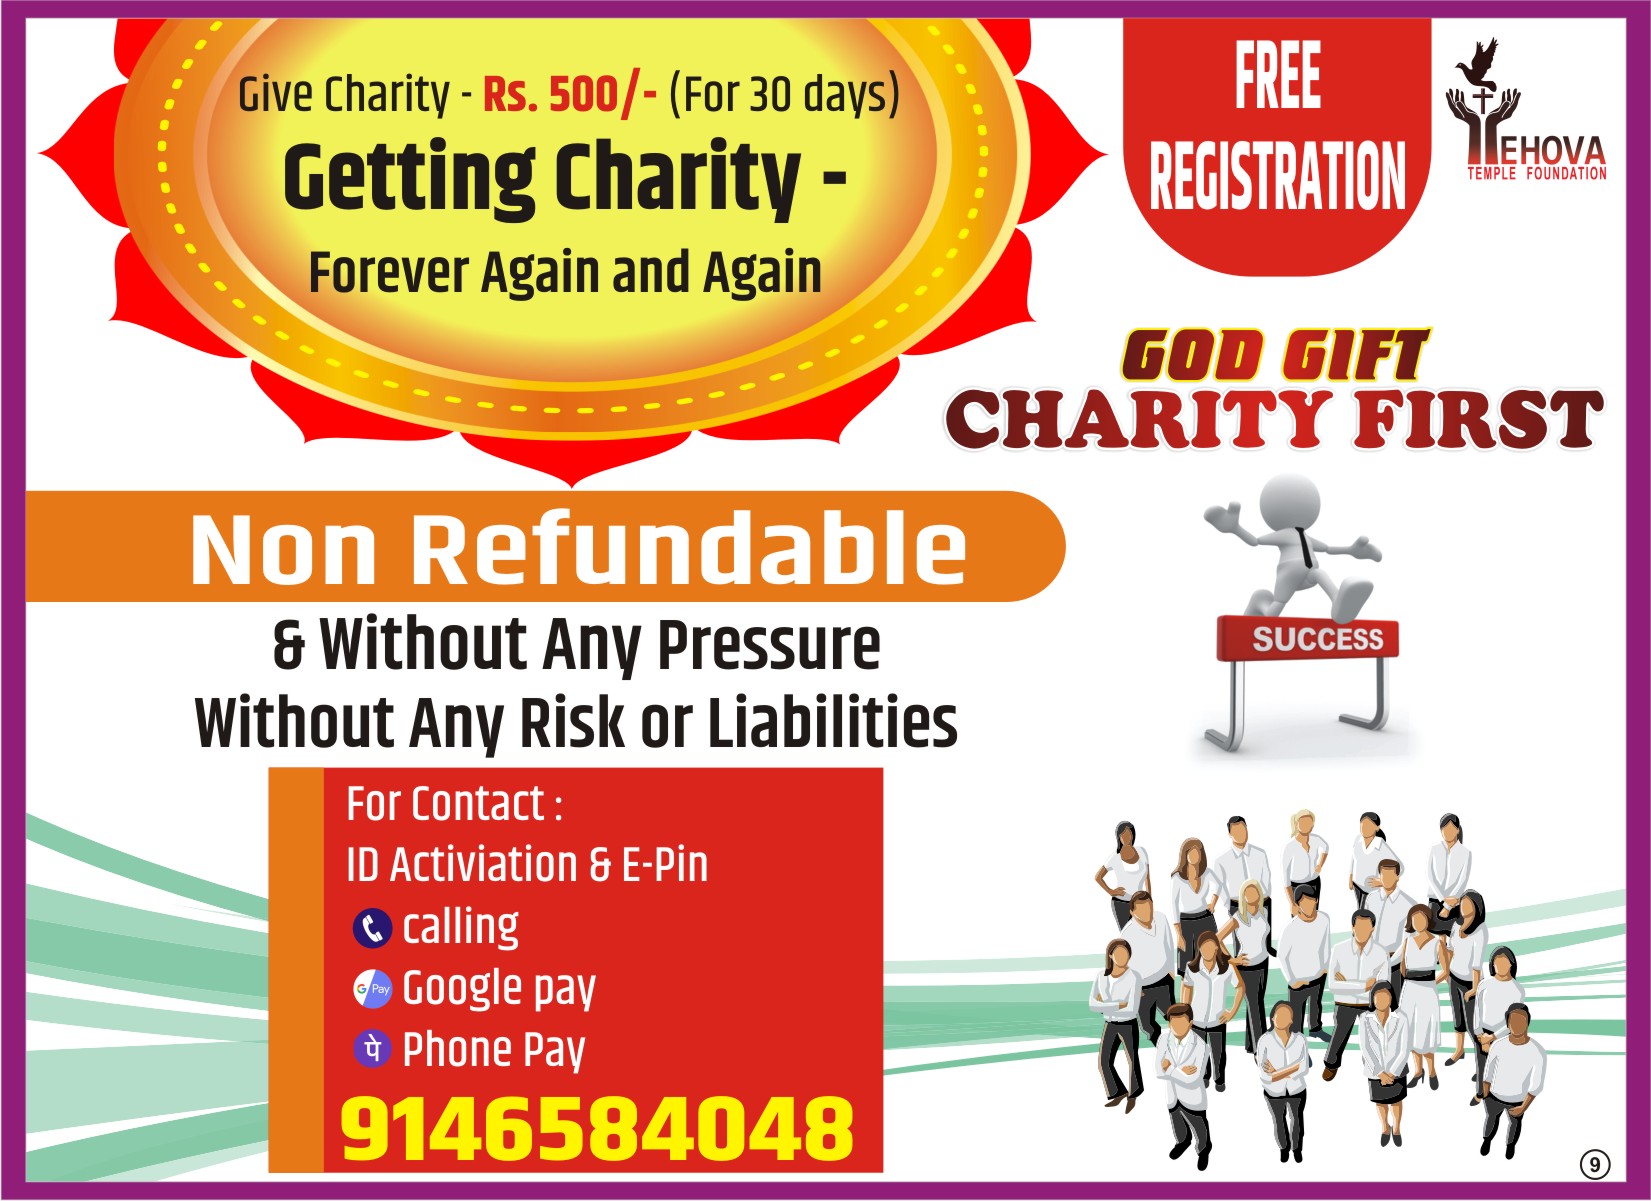 Give Charity - Rs. 500/- (For 30 days)
Getting Charity -
Forever Again and Again
FREE
REGISTRATION
TEHOVA
TEMPLE FOUNDATION
GOD GIFT
CHARITY FIRST
Non Refundable
& Without Any Pressure
Without Any Risk or Liabilities
SUCCESS
For Contact :
ID Activiation & E-Pin
calling
G Pay Google pay
पे Phone Pay
9146584048
9